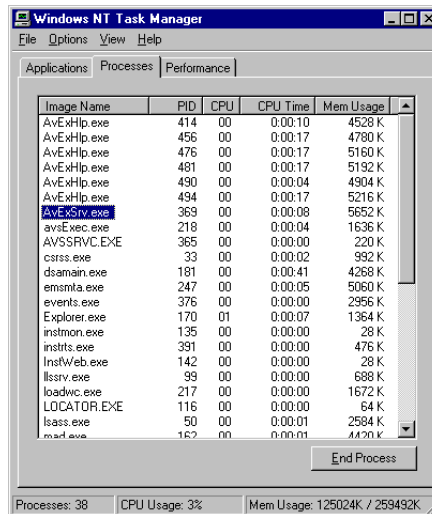 Windows NT Task Manager
File Options View Help
Applications Processes Performance
Image Name PID CPU CPU Time Mem Usage
AvExHlp.exe 414 00 0:00:10 4528 K
AvExHlp.exe 456 00 0:00:17 4780 K
AvExHlp.exe 476 00 0:00:17 5160 K
AvExHlp.exe 481 00 0:00:17 5192 K
AvExHlp.exe 490 00 0:00:04 4904 K
AvExHlp.exe 494 00 0:00:17 5216 K
AvExSrv.exe 369 00 0:00:08 5652 K
avsExec.exe 218 00 0:00:04 1636 K
AVSSRVC.EXE 365 00 0:00:00 220 K
csrss.exe 33 00 0:00:02 992 K
dsamain.exe 181 00 0:00:41 4268 K
emsmta.exe 247 00 0:00:05 5060 K
events.exe 376 00 0:00:00 2956 K
Explorer.exe 170 01 0:00:07 1364 K
instmon.exe 135 00 0:00:00 28 K
instrts.exe 391 00 0:00:00 476 K
InstWeb.exe 142 00 0:00:00 28 K
llssrv.exe 99 00 0:00:00 688 K
loadwc.exe 217 00 0:00:00 1672 K
LOCATOR.EXE 116 00 0:00:00 64 K
lsass.exe 50 00 0:00:01 2584 K
mad.exe 162 00 0:00:01 4420 K
End Process
Processes: 38 CPU Usage: 3% Mem Usage: 125024K / 259492K